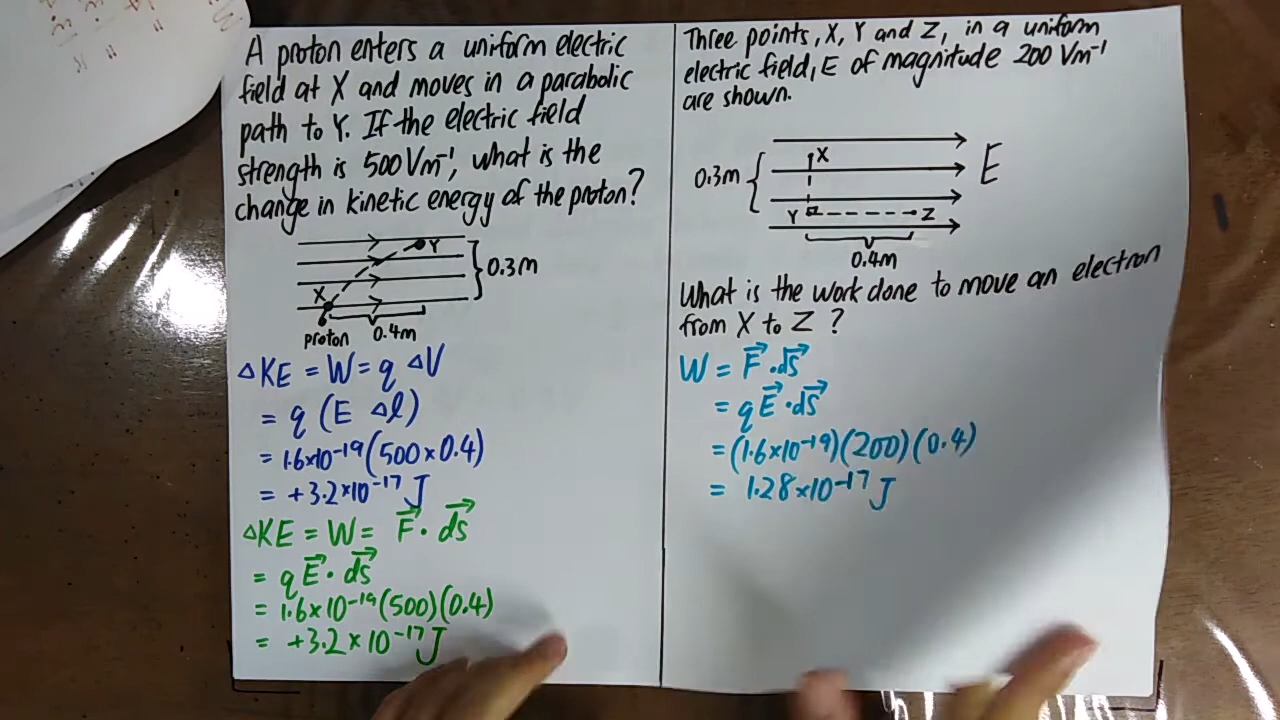 A proton enters a uniform electric
field at X and moves in a parabolic
path to Y. If the electric field
strength is 500 Vm⁻¹, what is the
change in kinetic energy of the proton?
Y
0.3m
X
proton 0.4m
ΔKE = W = q ΔV
= q (E Δl)
= 1.6×10⁻¹⁹(500×0.4)
= +3.2×10⁻¹⁷ J
ΔKE = W = F⃗ · ds⃗
= qE⃗ · ds⃗
= 1.6×10⁻¹⁹(500)(0.4)
= +3.2×10⁻¹⁷ J
Three points, X, Y and Z, in a uniform
electric field, E of magnitude 200 Vm⁻¹
are shown.
X
0.3m
E
Y Z
0.4m
What is the work done to move an electron
from X to Z ?
W = F⃗ · ds⃗
= qE⃗ · ds⃗
= (1.6×10⁻¹⁹)(200)(0.4)
= 1.28×10⁻¹⁷ J